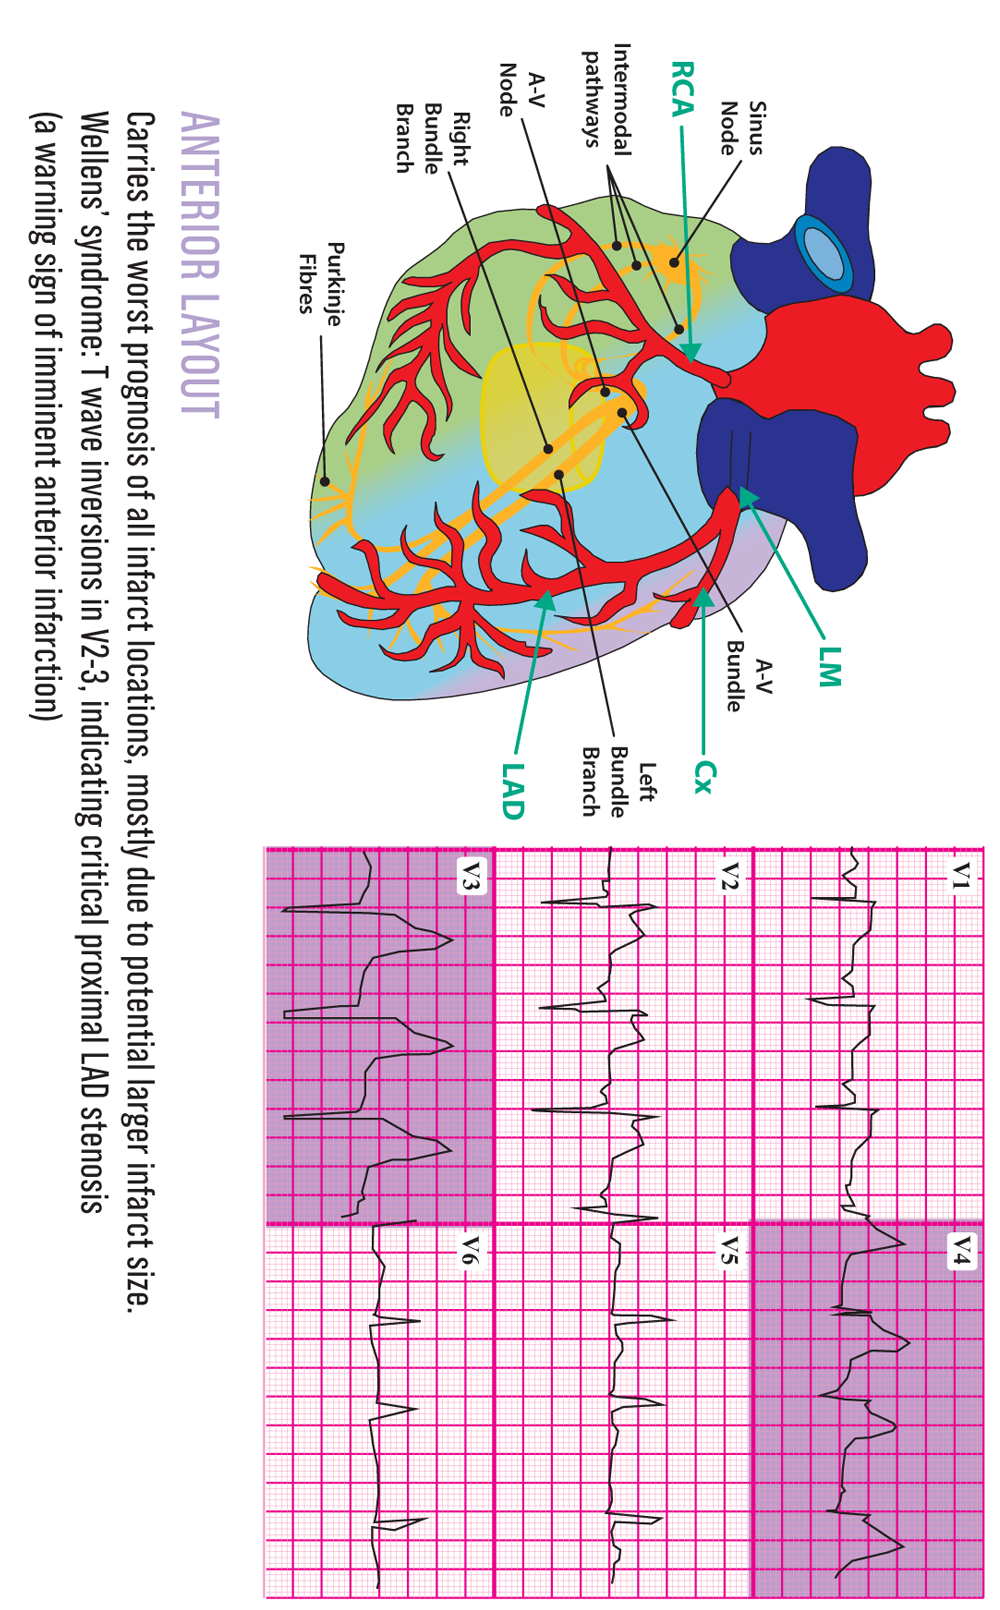 Sinus
Node
RCA
Intermodal
pathways
A-V
Node
Right
Bundle
Branch
Purkinje
Fibres
LM
A-V
Bundle
Cx
Left
Bundle
Branch
LAD
V1
V2
V3
V4
V5
V6
ANTERIOR LAYOUT
Carries the worst prognosis of all infarct locations, mostly due to potential larger infarct size.
Wellens’ syndrome: T wave inversions in V2-3, indicating critical proximal LAD stenosis
(a warning sign of imminent anterior infarction)